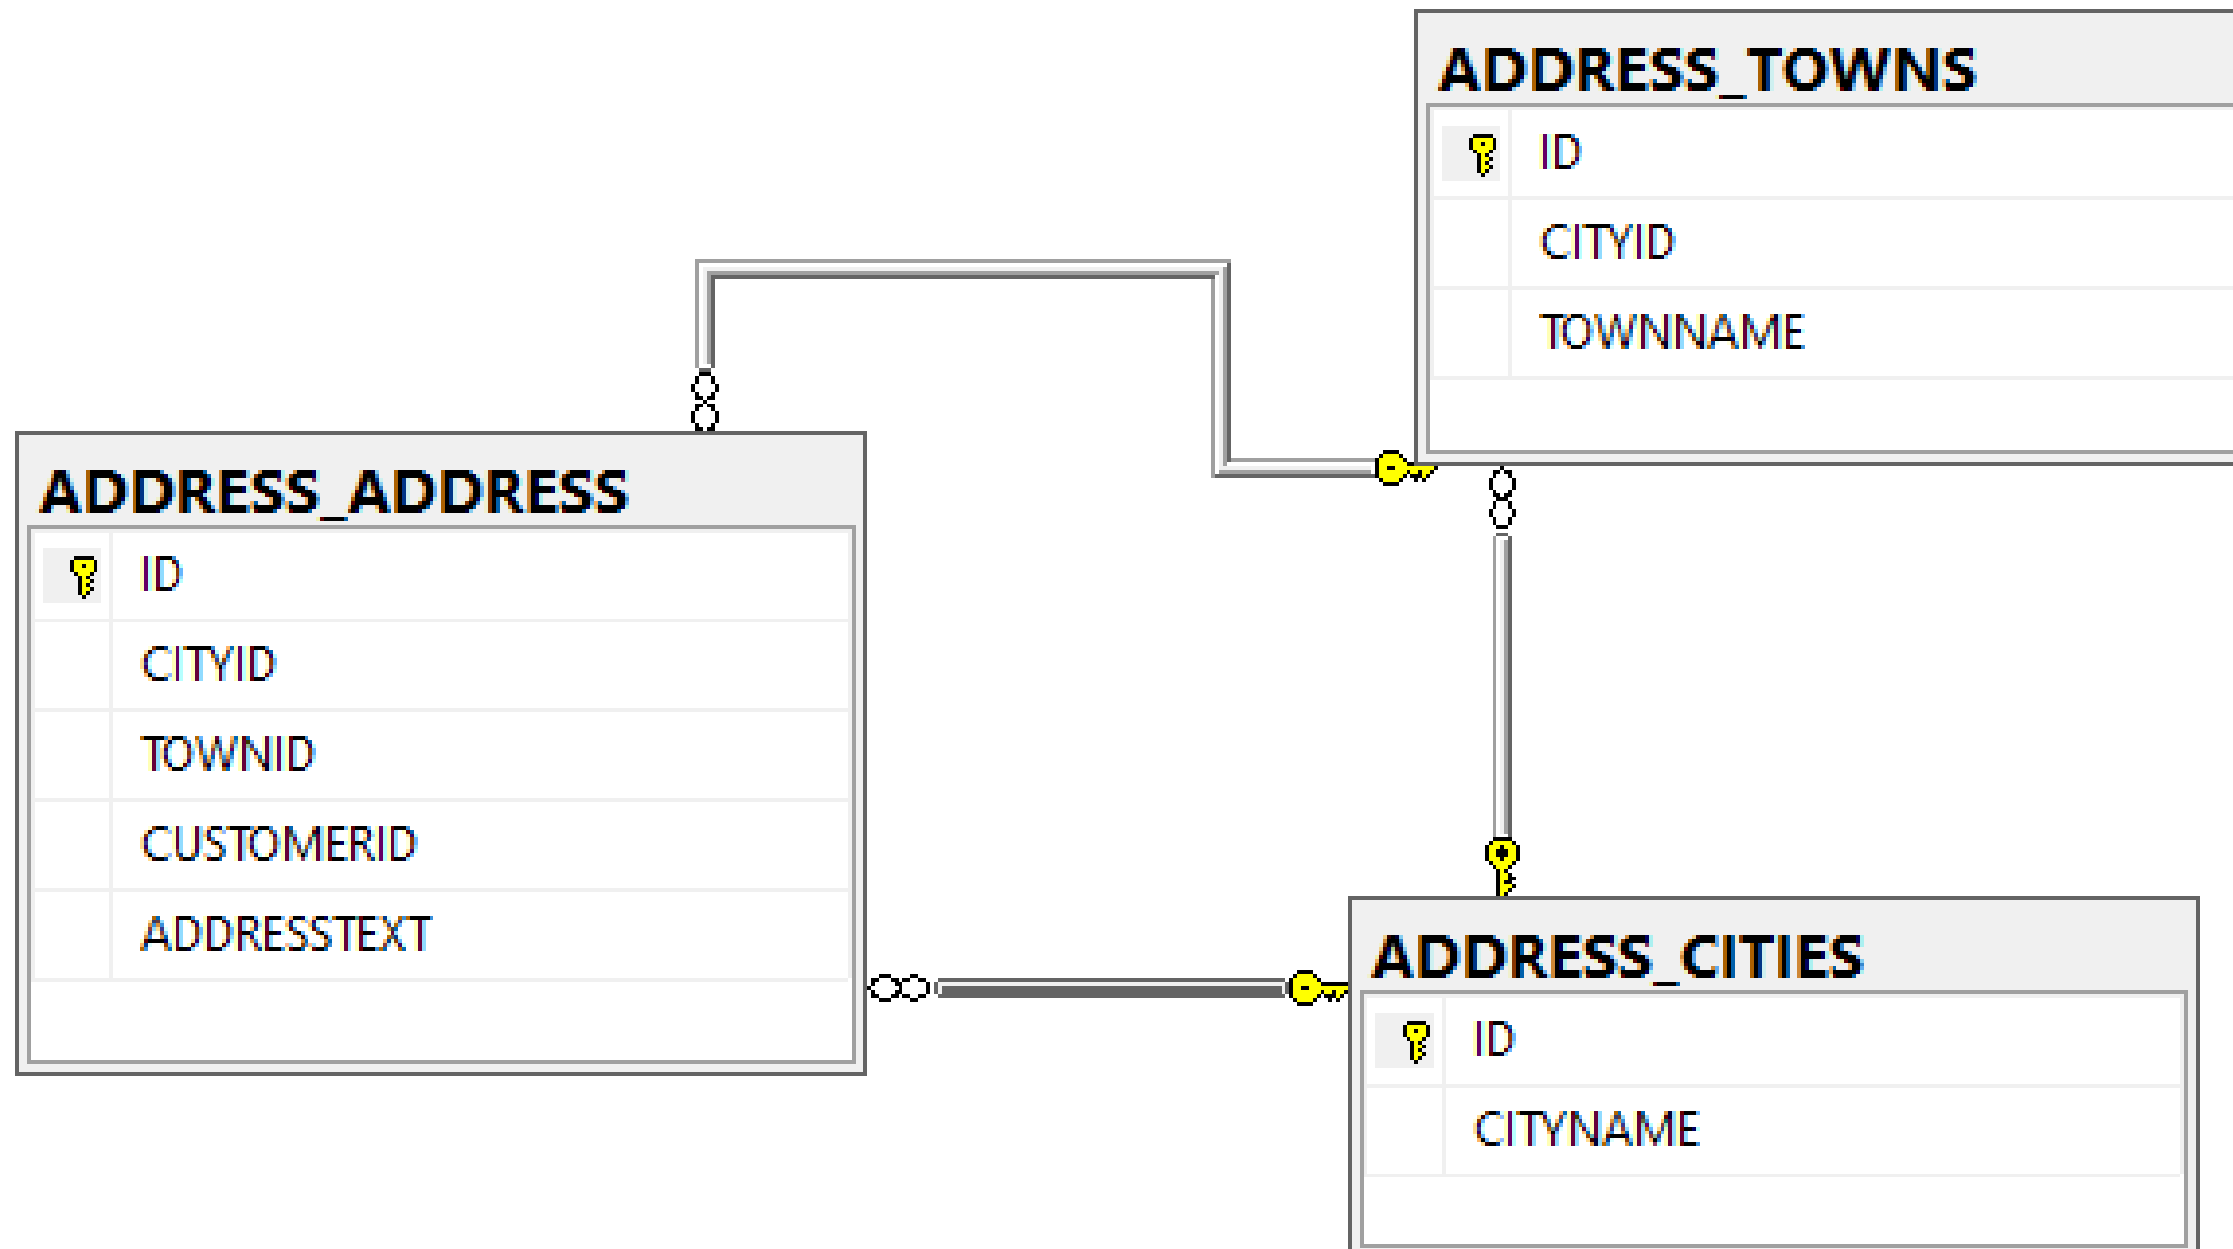 ADDRESS_TOWNS
ID
CITYID
TOWNNAME
ADDRESS_ADDRESS
ID
CITYID
TOWNID
CUSTOMERID
ADDRESSTEXT
ADDRESS_CITIES
ID
CITYNAME